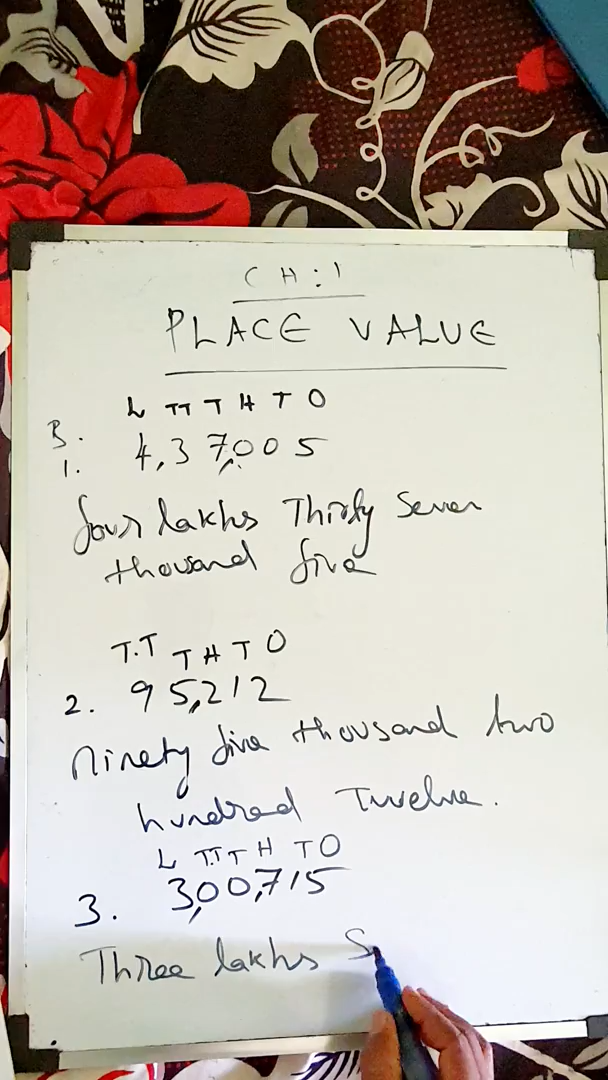 CH:1
PLACE VALUE
L TT T H T O
B.
1. 4,37,005
four lakhs Thirty Seven
thousand five
T.T T H T O
2. 95,212
Ninety five thousand two
hundred Twelve.
L T.T T H T O
3. 3,00,715
Three lakhs S